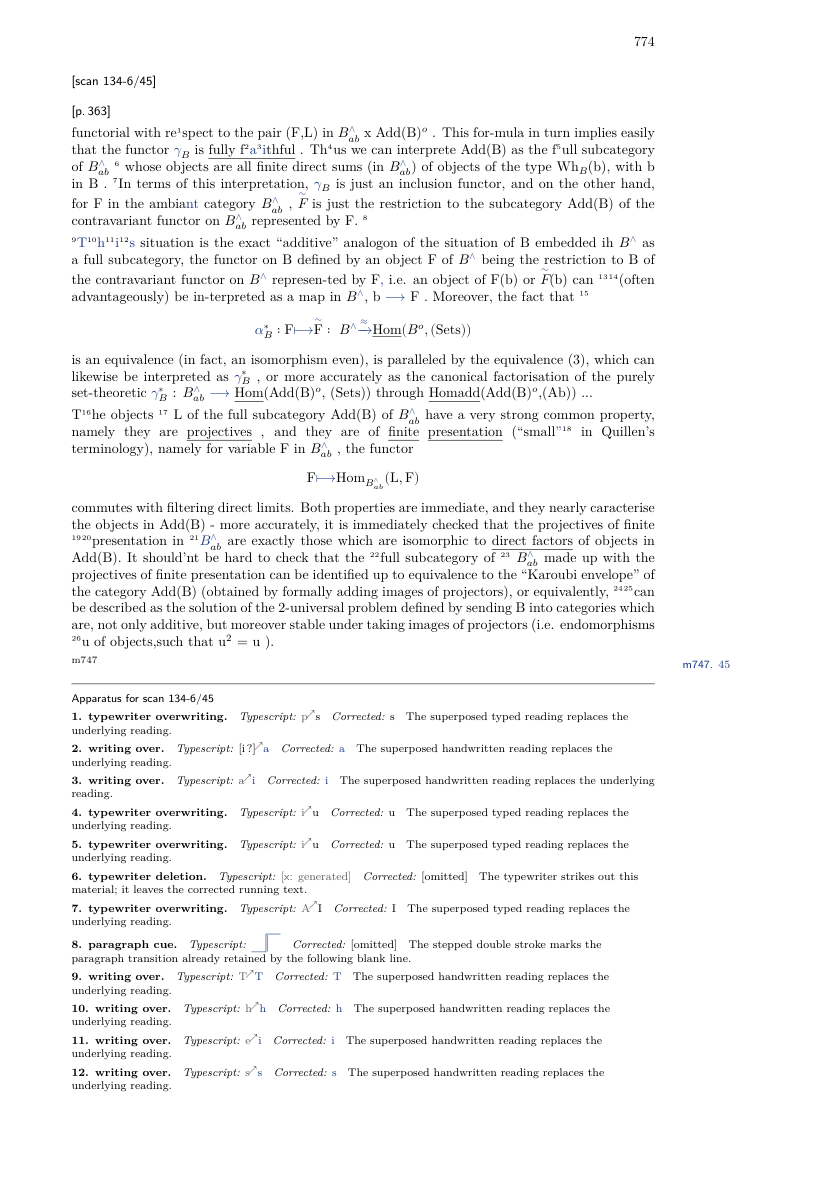 774
[scan 134-6/45]
[p. 363]
functorial with re¹spect to the pair (F,L) in B^∧_ab x Add(B)^o . This for-mula in turn implies easily
that the functor γ_B is fully f²a³ithful . Th⁴us we can interprete Add(B) as the f⁵ull subcategory
of B^∧_ab ⁶ whose objects are all finite direct sums (in B^∧_ab) of objects of the type Wh_B(b), with b
in B . ⁷In terms of this interpretation, γ_B is just an inclusion functor, and on the other hand,
for F in the ambiant category B^∧_ab , F̃ is just the restriction to the subcategory Add(B) of the
contravariant functor on B^∧_ab represented by F. ⁸
⁹T¹⁰h¹¹i¹²s situation is the exact “additive” analogon of the situation of B embedded ih B^∧ as
a full subcategory, the functor on B defined by an object F of B^∧ being the restriction to B of
the contravariant functor on B^∧ represen-ted by F, i.e. an object of F(b) or F̃(b) can ¹³¹⁴(often
advantageously) be in-terpreted as a map in B^∧, b ⟶ F . Moreover, the fact that ¹⁵
α*_B : F⟼F̃ : B^∧ ≈→ Hom(B^o, (Sets))
is an equivalence (in fact, an isomorphism even), is paralleled by the equivalence (3), which can
likewise be interpreted as γ*_B , or more accurately as the canonical factorisation of the purely
set-theoretic γ*_B : B^∧_ab ⟶ Hom(Add(B)^o, (Sets)) through Homadd(Add(B)^o,(Ab)) ...
T¹⁶he objects ¹⁷ L of the full subcategory Add(B) of B^∧_ab have a very strong common property,
namely they are projectives , and they are of finite presentation (“small”¹⁸ in Quillen’s
terminology), namely for variable F in B^∧_ab , the functor
F⟼Hom_{B^∧_ab}(L, F)
commutes with filtering direct limits. Both properties are immediate, and they nearly caracterise
the objects in Add(B) - more accurately, it is immediately checked that the projectives of finite
¹⁹²⁰presentation in ²¹B^∧_ab are exactly those which are isomorphic to direct factors of objects in
Add(B). It should’nt be hard to check that the ²²full subcategory of ²³ B^∧_ab made up with the
projectives of finite presentation can be identified up to equivalence to the “Karoubi envelope” of
the category Add(B) (obtained by formally adding images of projectors), or equivalently, ²⁴²⁵can
be described as the solution of the 2-universal problem defined by sending B into categories which
are, not only additive, but moreover stable under taking images of projectors (i.e. endomorphisms
²⁶u of objects,such that u² = u ).
m747
m747. 45
Apparatus for scan 134-6/45
1. typewriter overwriting. Typescript: p↗s Corrected: s The superposed typed reading replaces the
underlying reading.
2. writing over. Typescript: [i ?]↗a Corrected: a The superposed handwritten reading replaces the
underlying reading.
3. writing over. Typescript: a↗i Corrected: i The superposed handwritten reading replaces the underlying
reading.
4. typewriter overwriting. Typescript: i↗u Corrected: u The superposed typed reading replaces the
underlying reading.
5. typewriter overwriting. Typescript: i↗u Corrected: u The superposed typed reading replaces the
underlying reading.
6. typewriter deletion. Typescript: [x: generated] Corrected: [omitted] The typewriter strikes out this
material; it leaves the corrected running text.
7. typewriter overwriting. Typescript: A↗I Corrected: I The superposed typed reading replaces the
underlying reading.
8. paragraph cue. Typescript: Corrected: [omitted] The stepped double stroke marks the
paragraph transition already retained by the following blank line.
9. writing over. Typescript: T↗T Corrected: T The superposed handwritten reading replaces the
underlying reading.
10. writing over. Typescript: h↗h Corrected: h The superposed handwritten reading replaces the
underlying reading.
11. writing over. Typescript: e↗i Corrected: i The superposed handwritten reading replaces the
underlying reading.
12. writing over. Typescript: s↗s Corrected: s The superposed handwritten reading replaces the
underlying reading.